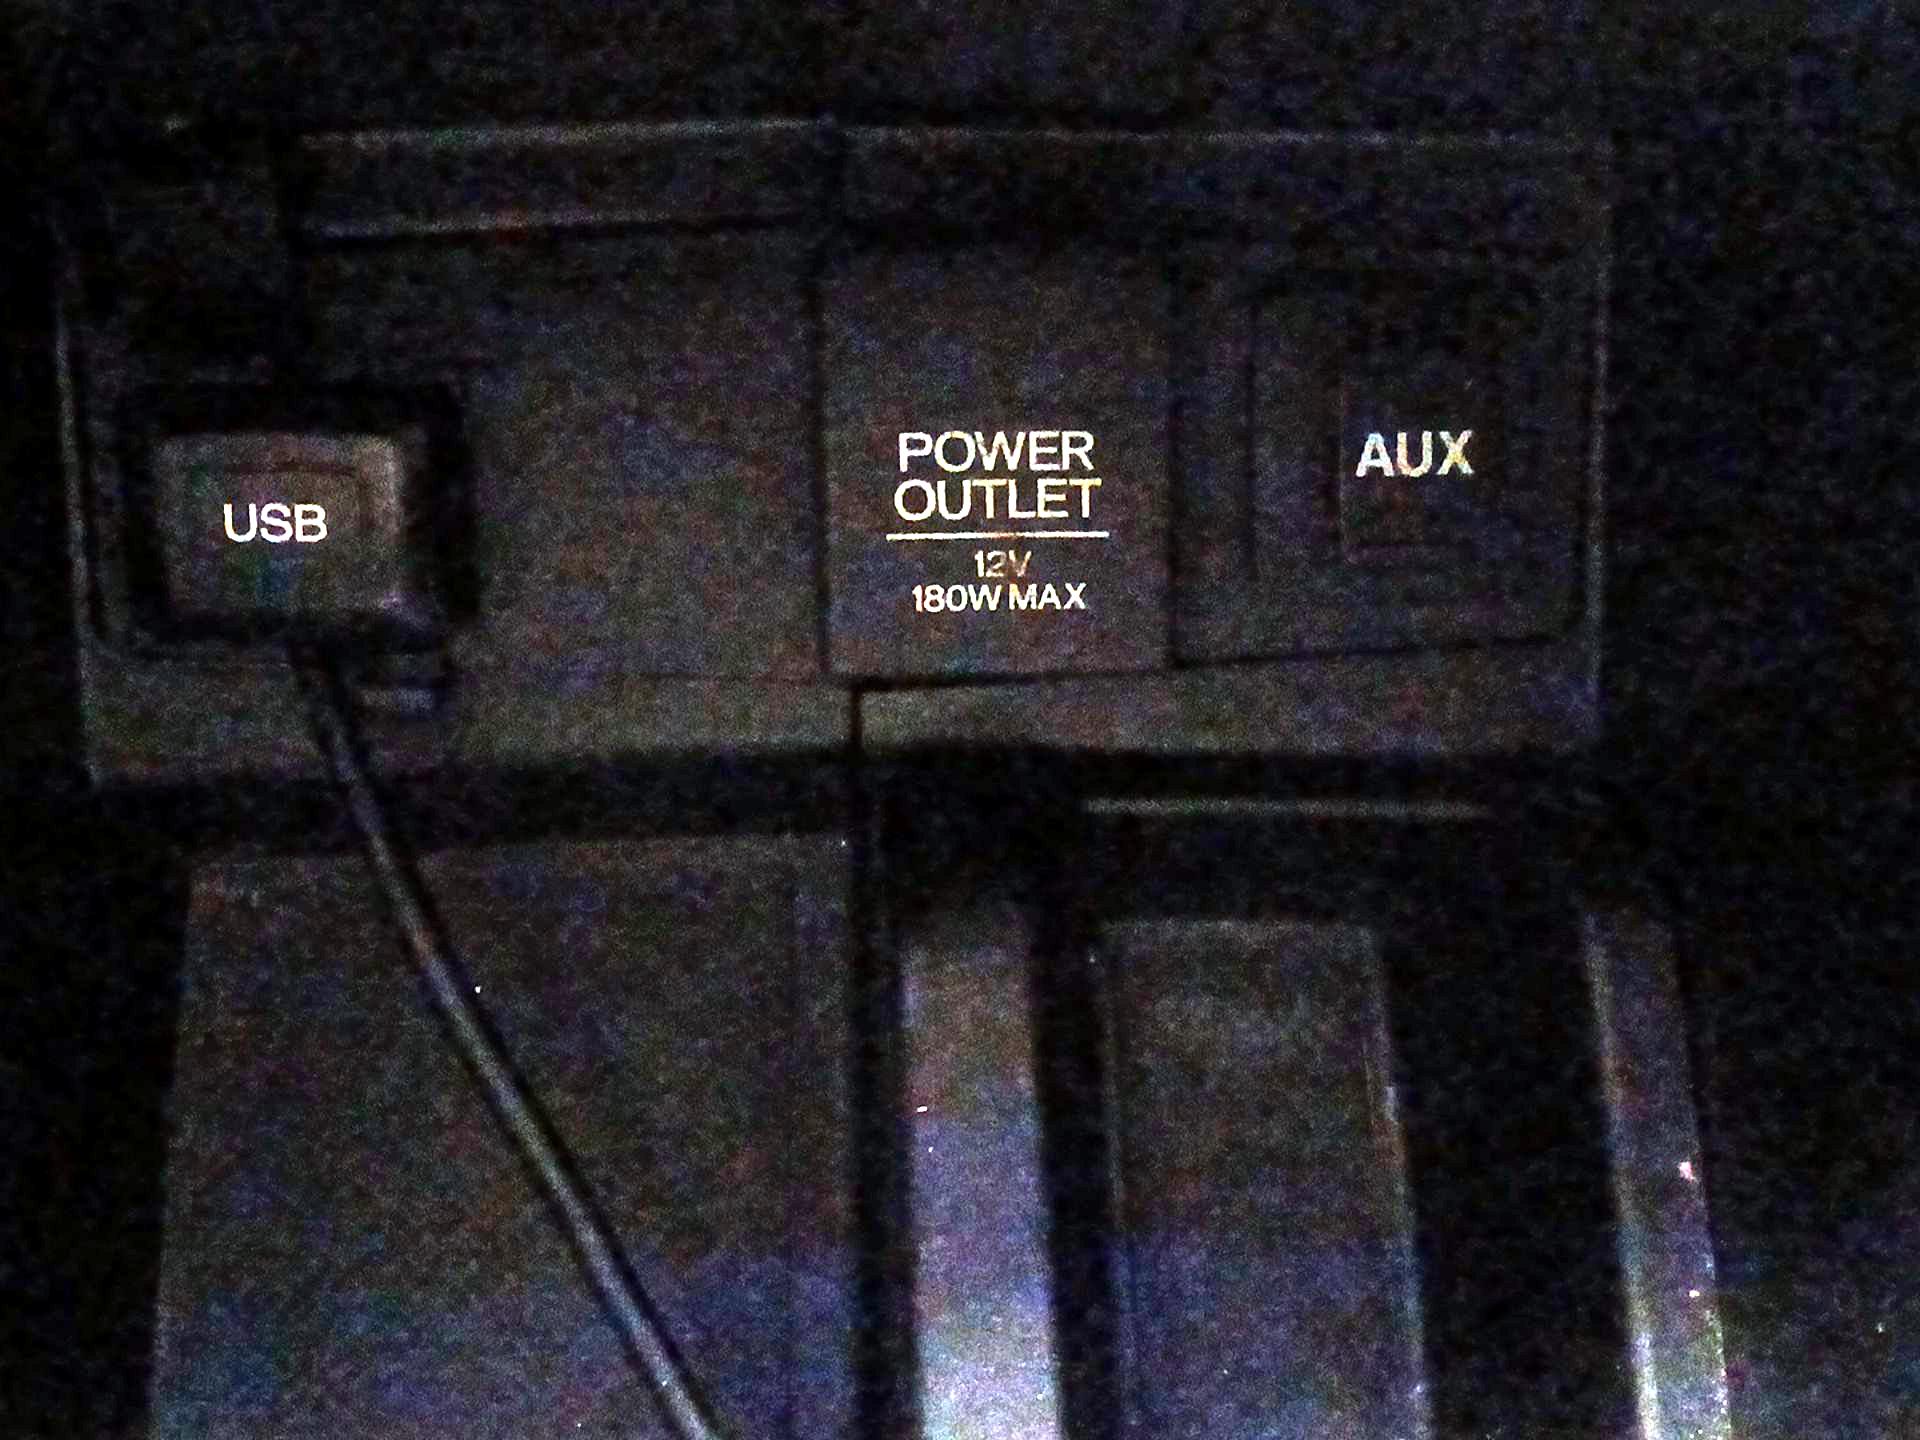 USB
POWER
OUTLET
12V
180W MAX
AUX